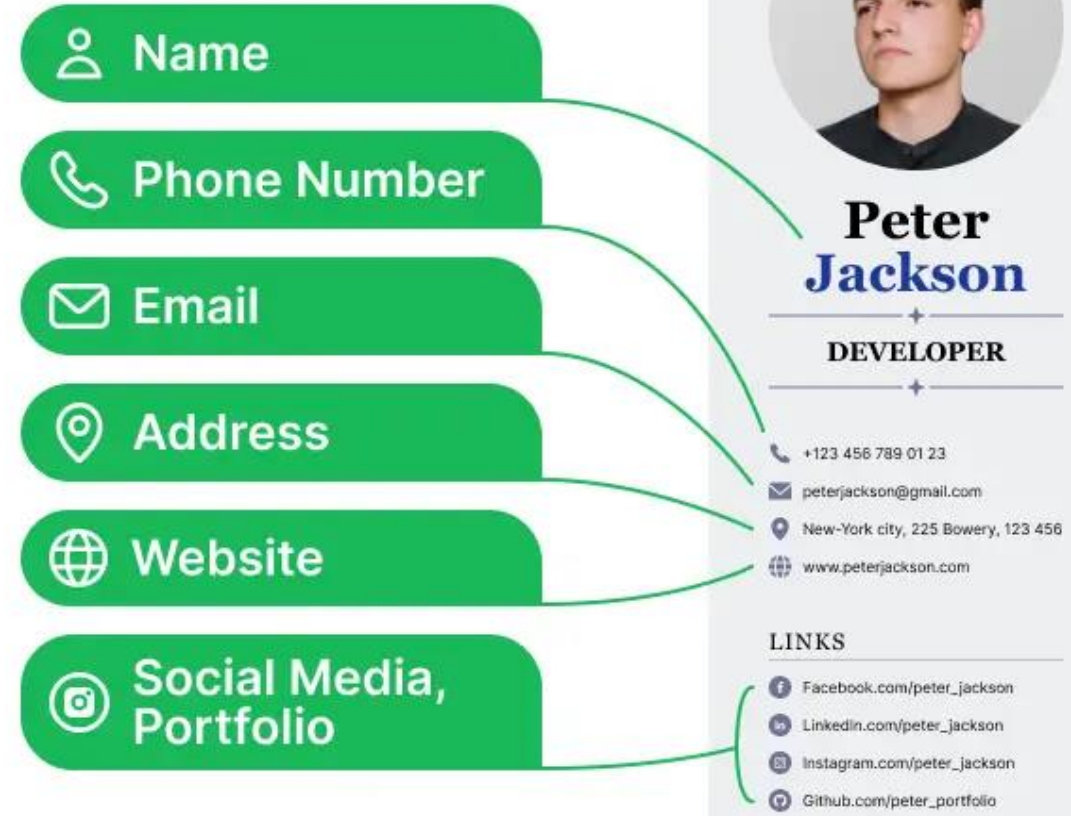 Name
Phone Number
Email
Address
Website
Social Media,
Portfolio
Peter
Jackson
DEVELOPER
+123 456 789 01 23
peterjackson@gmail.com
New-York city, 225 Bowery, 123 456
www.peterjackson.com
LINKS
Facebook.com/peter_jackson
LinkedIn.com/peter_jackson
Instagram.com/peter_jackson
Github.com/peter_portfolio